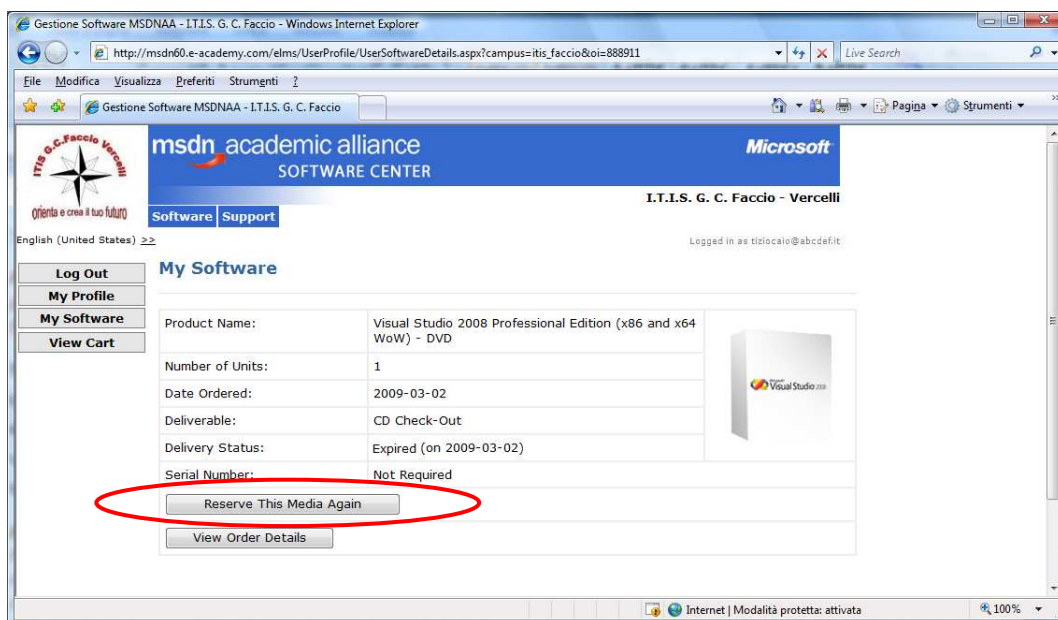 Gestione Software MSDNAA - I.T.I.S. G. C. Faccio - Windows Internet Explorer
http://msdn60.e-academy.com/elms/UserProfile/UserSoftwareDetails.aspx?campus=itis_faccio&oi=888911
Live Search
File Modifica Visualizza Preferiti Strumenti ?
Gestione Software MSDNAA - I.T.I.S. G. C. Faccio
Pagina Strumenti
ITIS G.C.Faccio Vercelli
orienta e crea il tuo futuro
msdn academic alliance
SOFTWARE CENTER
Microsoft
I.T.I.S. G. C. Faccio - Vercelli
Software Support
English (United States) >>
Logged in as tiziocaio@abcdef.it
Log Out
My Profile
My Software
View Cart
My Software
Product Name: Visual Studio 2008 Professional Edition (x86 and x64
WoW) - DVD
Number of Units: 1
Date Ordered: 2009-03-02
Deliverable: CD Check-Out
Delivery Status: Expired (on 2009-03-02)
Serial Number: Not Required
Visual Studio 2008
Reserve This Media Again
View Order Details
Internet | Modalità protetta: attivata
100%